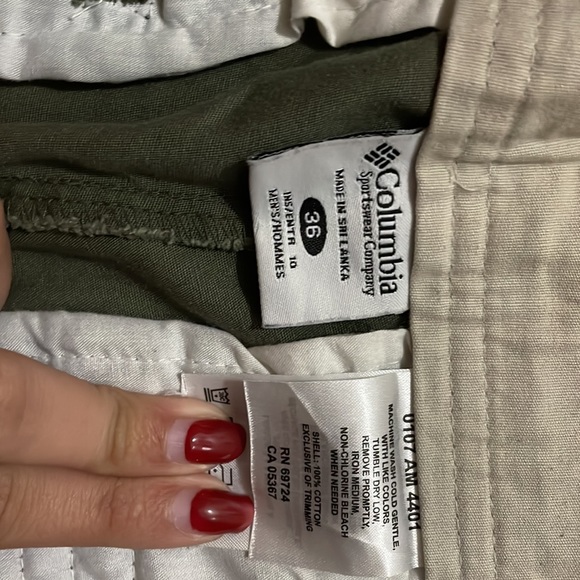 Columbia
Sportswear Company
MADE IN SRI LANKA
36
INS/ENTR 10
MEN'S/HOMMES
0107 AM 4401
MACHINE WASH COLD GENTLE,
WITH LIKE COLORS,
TUMBLE DRY LOW,
REMOVE PROMPTLY,
IRON MEDIUM,
NON-CHLORINE BLEACH
WHEN NEEDED
SHELL: 100% COTTON
EXCLUSIVE OF TRIMMING
RN 69724
CA 05367